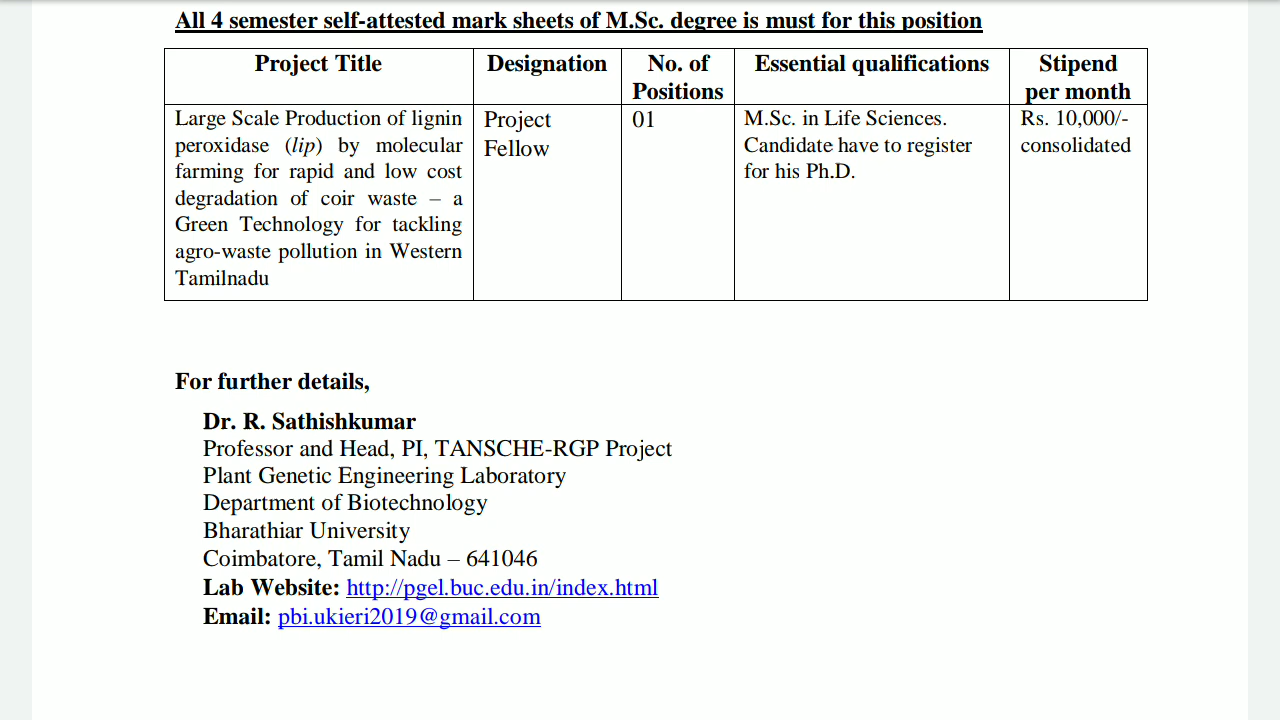 All 4 semester self-attested mark sheets of M.Sc. degree is must for this position
Project Title
Designation
No. of
Positions
Essential qualifications
Stipend
per month
Large Scale Production of lignin
peroxidase (lip) by molecular
farming for rapid and low cost
degradation of coir waste – a
Green Technology for tackling
agro-waste pollution in Western
Tamilnadu
Project
Fellow
01
M.Sc. in Life Sciences.
Candidate have to register
for his Ph.D.
Rs. 10,000/-
consolidated
For further details,
Dr. R. Sathishkumar
Professor and Head, PI, TANSCHE-RGP Project
Plant Genetic Engineering Laboratory
Department of Biotechnology
Bharathiar University
Coimbatore, Tamil Nadu – 641046
Lab Website: http://pgel.buc.edu.in/index.html
Email: pbi.ukieri2019@gmail.com